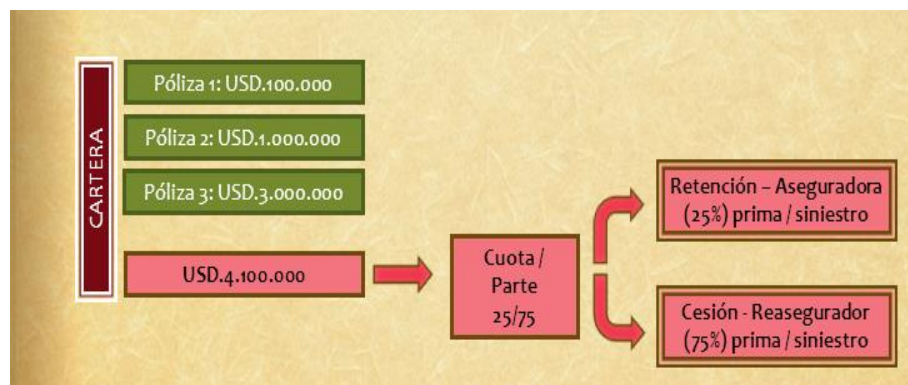 CARTERA
Póliza 1: USD.100.000
Póliza 2: USD.1.000.000
Póliza 3: USD.3.000.000
USD.4.100.000
Cuota /
Parte
25/75
Retención – Aseguradora
(25%) prima / siniestro
Cesión - Reasegurador
(75%) prima / siniestro